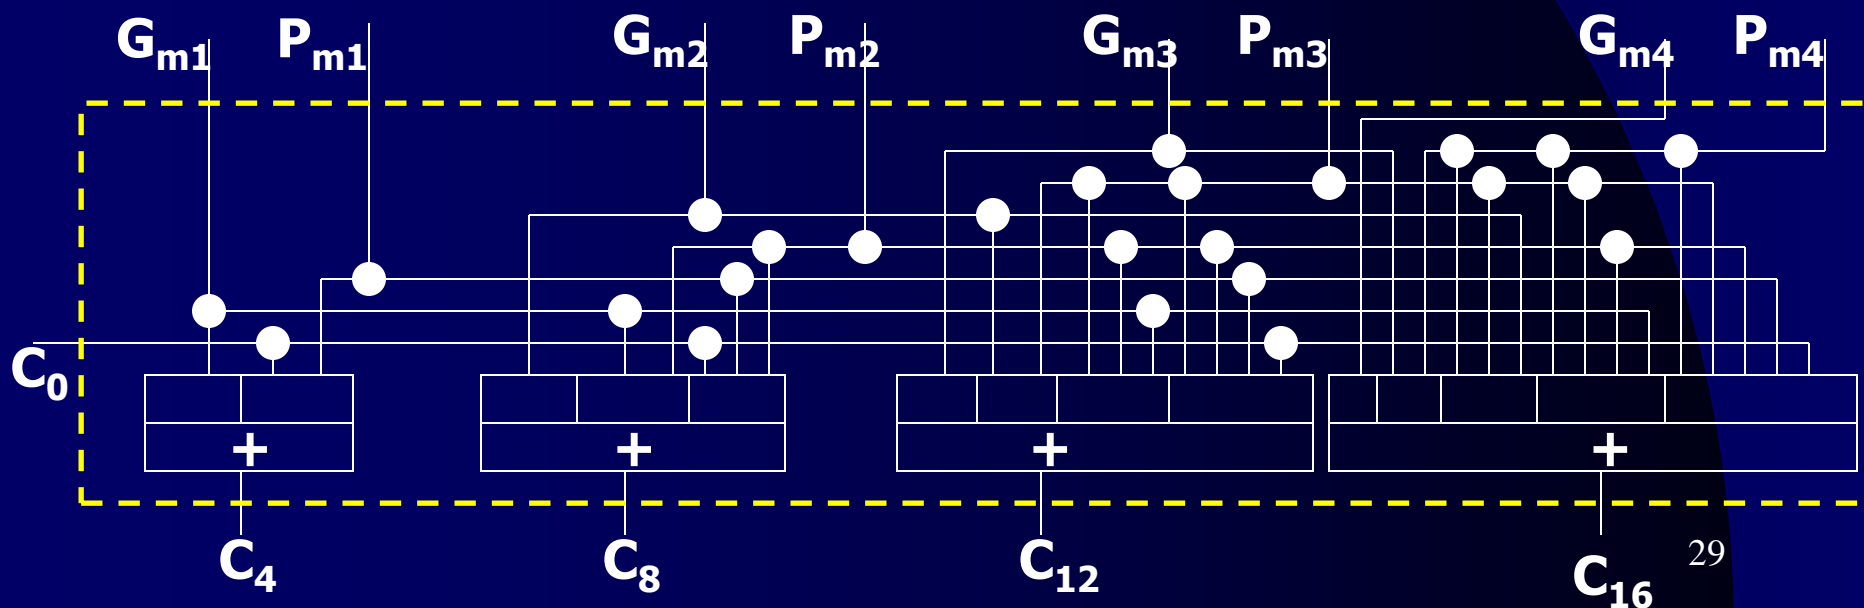 Gm1 Pm1 Gm2 Pm2 Gm3 Pm3 Gm4 Pm4
C0
+ + + +
C4 C8 C12 C16
29